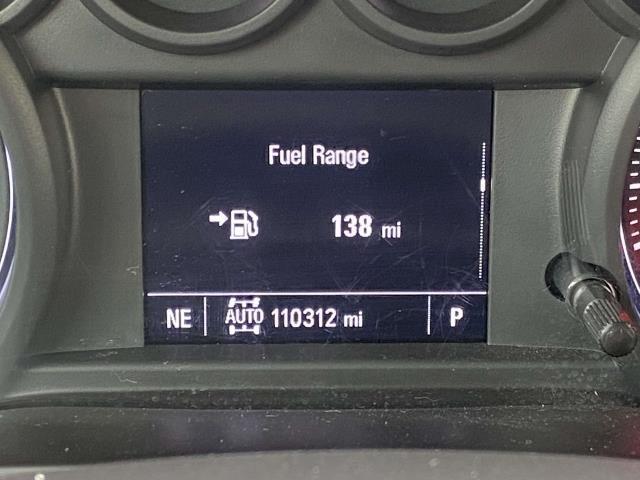 Fuel Range
138 mi
NE AUTO 110312 mi P